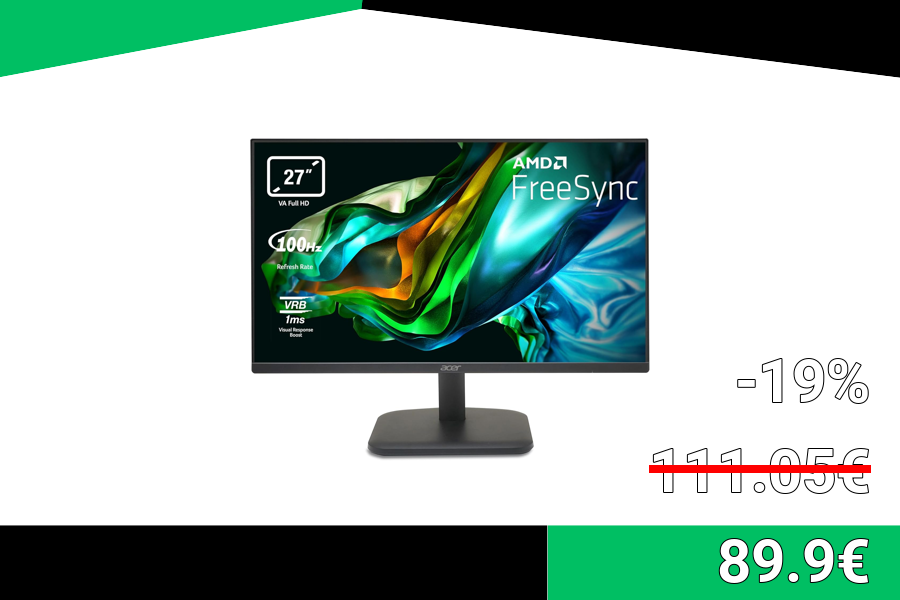 27"
VA Full HD
100Hz
Refresh Rate
VRB
1ms
Visual Response
Boost
AMD
FreeSync
acer
-19%
111.05€
89.9€